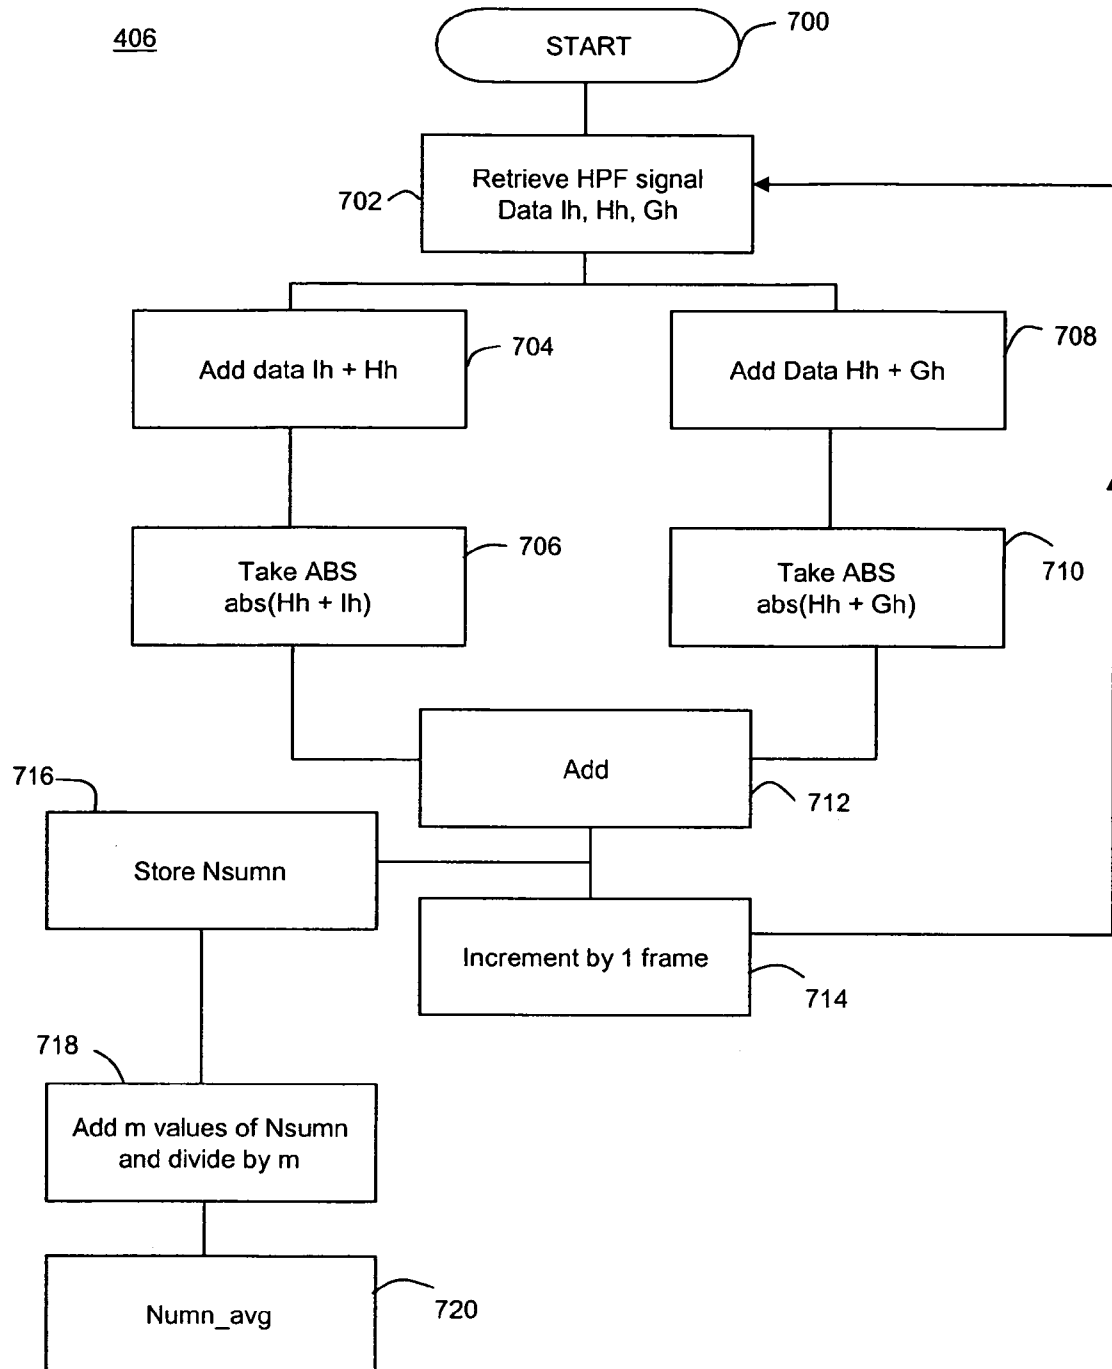 406
START
700
702
Retrieve HPF signal
Data Ih, Hh, Gh
Add data Ih + Hh
704
Add Data Hh + Gh
708
Take ABS
abs(Hh + Ih)
706
Take ABS
abs(Hh + Gh)
710
Add
712
716
Store Nsumn
Increment by 1 frame
714
718
Add m values of Nsumn
and divide by m
Numn_avg
720